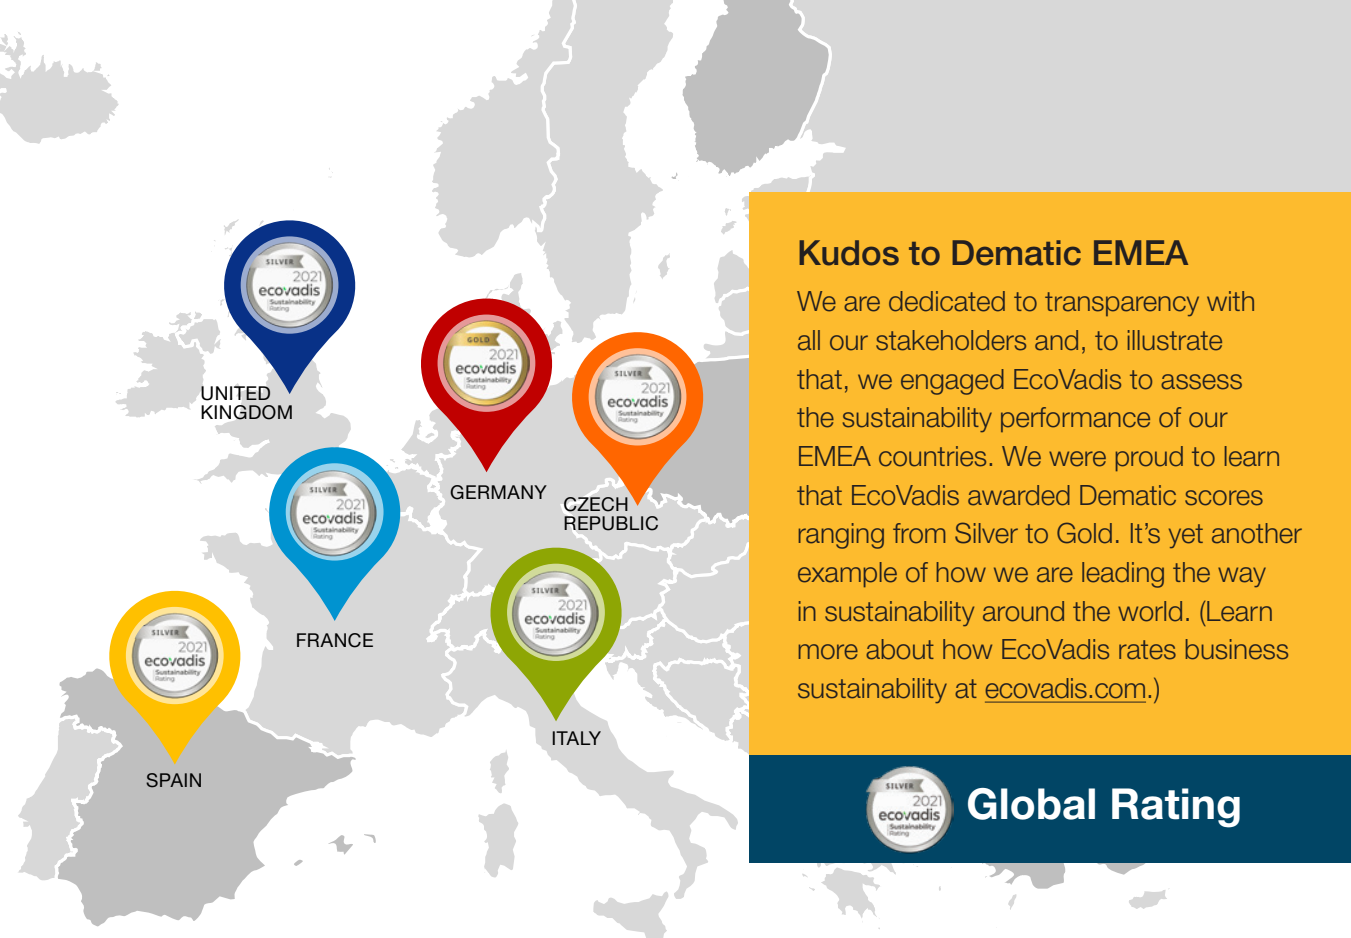 SILVER
2021
ecovadis
Sustainability
Rating
UNITED
KINGDOM
GOLD
2021
ecovadis
Sustainability
Rating
GERMANY
SILVER
2021
ecovadis
Sustainability
Rating
CZECH
REPUBLIC
SILVER
2021
ecovadis
Sustainability
Rating
FRANCE
SILVER
2021
ecovadis
Sustainability
Rating
ITALY
SILVER
2021
ecovadis
Sustainability
Rating
SPAIN
Kudos to Dematic EMEA
We are dedicated to transparency with
all our stakeholders and, to illustrate
that, we engaged EcoVadis to assess
the sustainability performance of our
EMEA countries. We were proud to learn
that EcoVadis awarded Dematic scores
ranging from Silver to Gold. It’s yet another
example of how we are leading the way
in sustainability around the world. (Learn
more about how EcoVadis rates business
sustainability at ecovadis.com.)
SILVER
2021
ecovadis
Sustainability
Rating
Global Rating